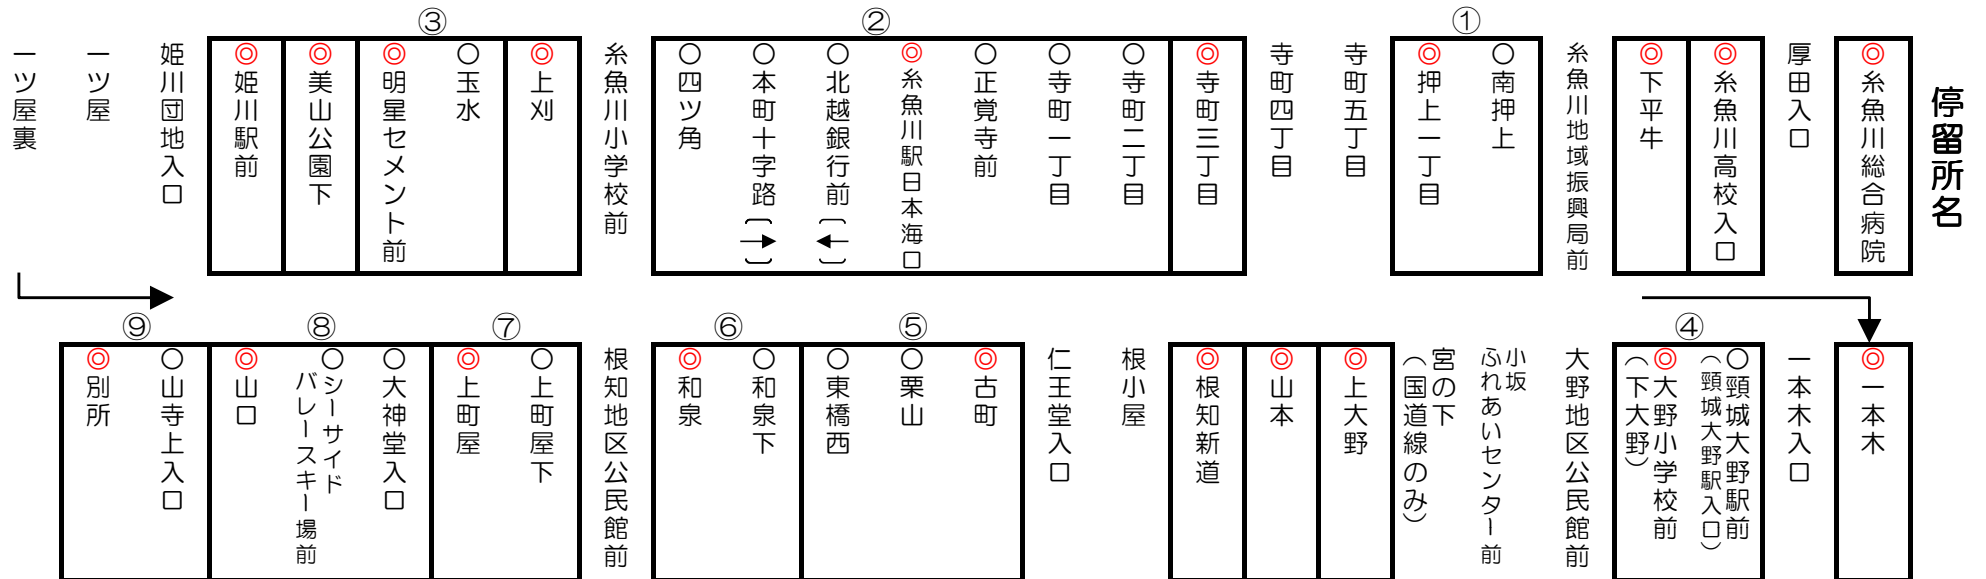 停留所名
◎糸魚川総合病院
厚田入口
◎糸魚川高校入口
◎下平牛
糸魚川地域振興局前
①
○南押上
◎押上一丁目
寺町五丁目
寺町四丁目
◎寺町三丁目
②
○寺町二丁目
○寺町一丁目
○正覚寺前
◎糸魚川駅日本海口
○北越銀行前(←)
○本町十字路(→)
○四ツ角
糸魚川小学校前
③
◎上刈
○玉水
◎明星セメント前
◎美山公園下
◎姫川駅前
姫川団地入口
一ツ屋
一ツ屋裏
◎一本木
一本木入口
④
○頸城大野駅前
(頸城大野駅入口)
◎大野小学校前
(下大野)
大野地区公民館前
小坂
ふれあいセンター前
宮の下
(国道線のみ)
◎上大野
◎山本
◎根知新道
根小屋
仁王堂入口
⑤
◎古町
○栗山
○東橋西
⑥
○和泉下
◎和泉
根知地区公民館前
⑦
○上町屋下
◎上町屋
⑧
○大神堂入口
○シーサイド
バレースキー場前
◎山口
⑨
○山寺上入口
◎別所